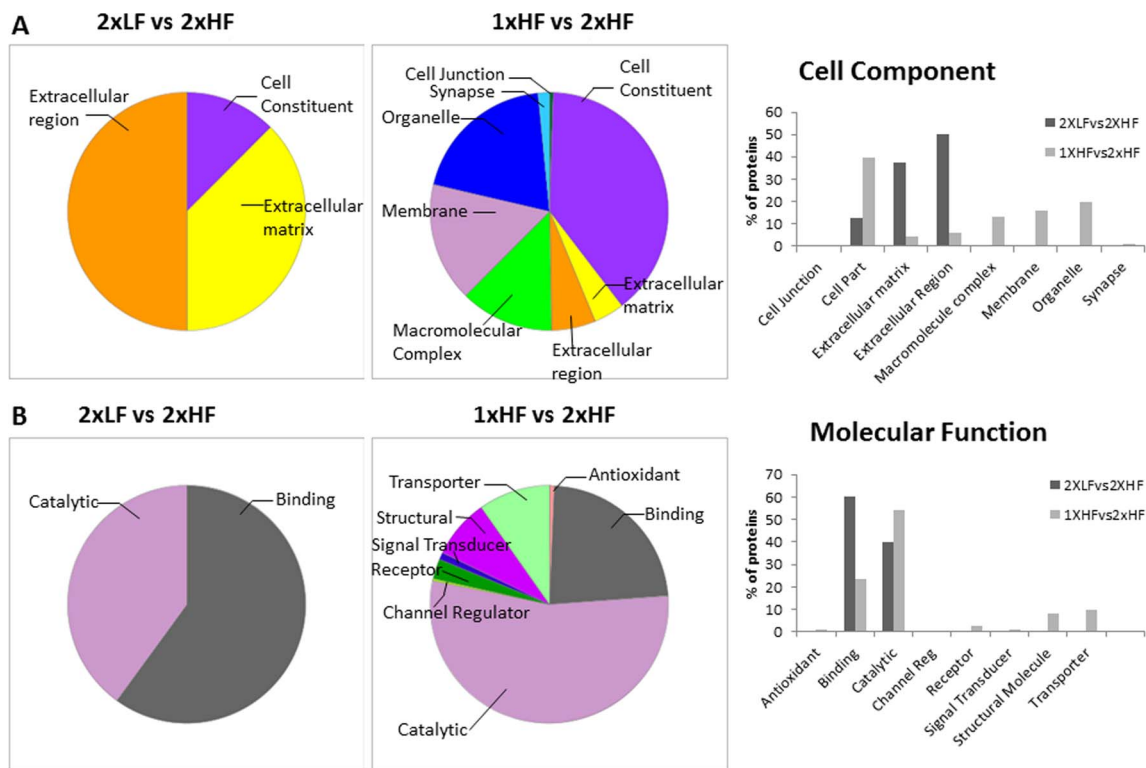 A
2xLF vs 2xHF
1xHF vs 2xHF
Extracellular
region
Cell
Constituent
Extracellular
matrix
Cell Junction
Synapse
Organelle
Membrane
Macromolecular
Complex
Cell
Constituent
Extracellular
matrix
Extracellular
region
Cell Component
% of proteins
60
50
40
30
20
10
0
2XLFvs2XHF
1XHFvs2xHF
Cell Junction
Cell Part
Extracellular matrix
Extracellular Region
Macromolecule complex
Membrane
Organelle
Synapse
B
2xLF vs 2xHF
1xHF vs 2xHF
Catalytic
Binding
Transporter
Structural
Signal Transducer
Receptor
Channel Regulator
Catalytic
Antioxidant
Binding
Molecular Function
% of proteins
70
60
50
40
30
20
10
0
2XLFvs2XHF
1XHFvs2xHF
Antioxidant
Binding
Catalytic
Channel Reg
Receptor
Signal Transducer
Structural Molecule
Transporter